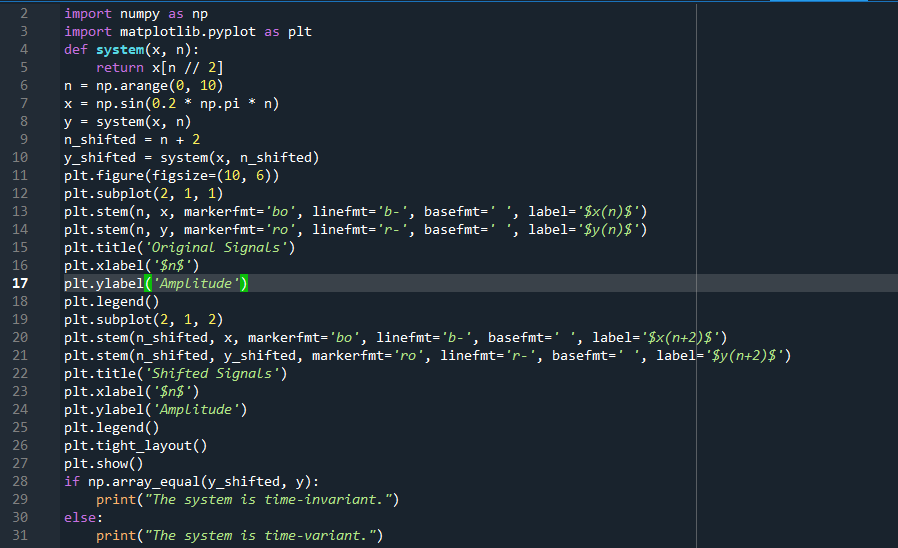 2 import numpy as np
3 import matplotlib.pyplot as plt
4 def system(x, n):
5     return x[n // 2]
6 n = np.arange(0, 10)
7 x = np.sin(0.2 * np.pi * n)
8 y = system(x, n)
9 n_shifted = n + 2
10 y_shifted = system(x, n_shifted)
11 plt.figure(figsize=(10, 6))
12 plt.subplot(2, 1, 1)
13 plt.stem(n, x, markerfmt='bo', linefmt='b-', basefmt=' ', label='$x(n)$')
14 plt.stem(n, y, markerfmt='ro', linefmt='r-', basefmt=' ', label='$y(n)$')
15 plt.title('Original Signals')
16 plt.xlabel('$n$')
17 plt.ylabel('Amplitude')
18 plt.legend()
19 plt.subplot(2, 1, 2)
20 plt.stem(n_shifted, x, markerfmt='bo', linefmt='b-', basefmt=' ', label='$x(n+2)$')
21 plt.stem(n_shifted, y_shifted, markerfmt='ro', linefmt='r-', basefmt=' ', label='$y(n+2)$')
22 plt.title('Shifted Signals')
23 plt.xlabel('$n$')
24 plt.ylabel('Amplitude')
25 plt.legend()
26 plt.tight_layout()
27 plt.show()
28 if np.array_equal(y_shifted, y):
29     print("The system is time-invariant.")
30 else:
31     print("The system is time-variant.")